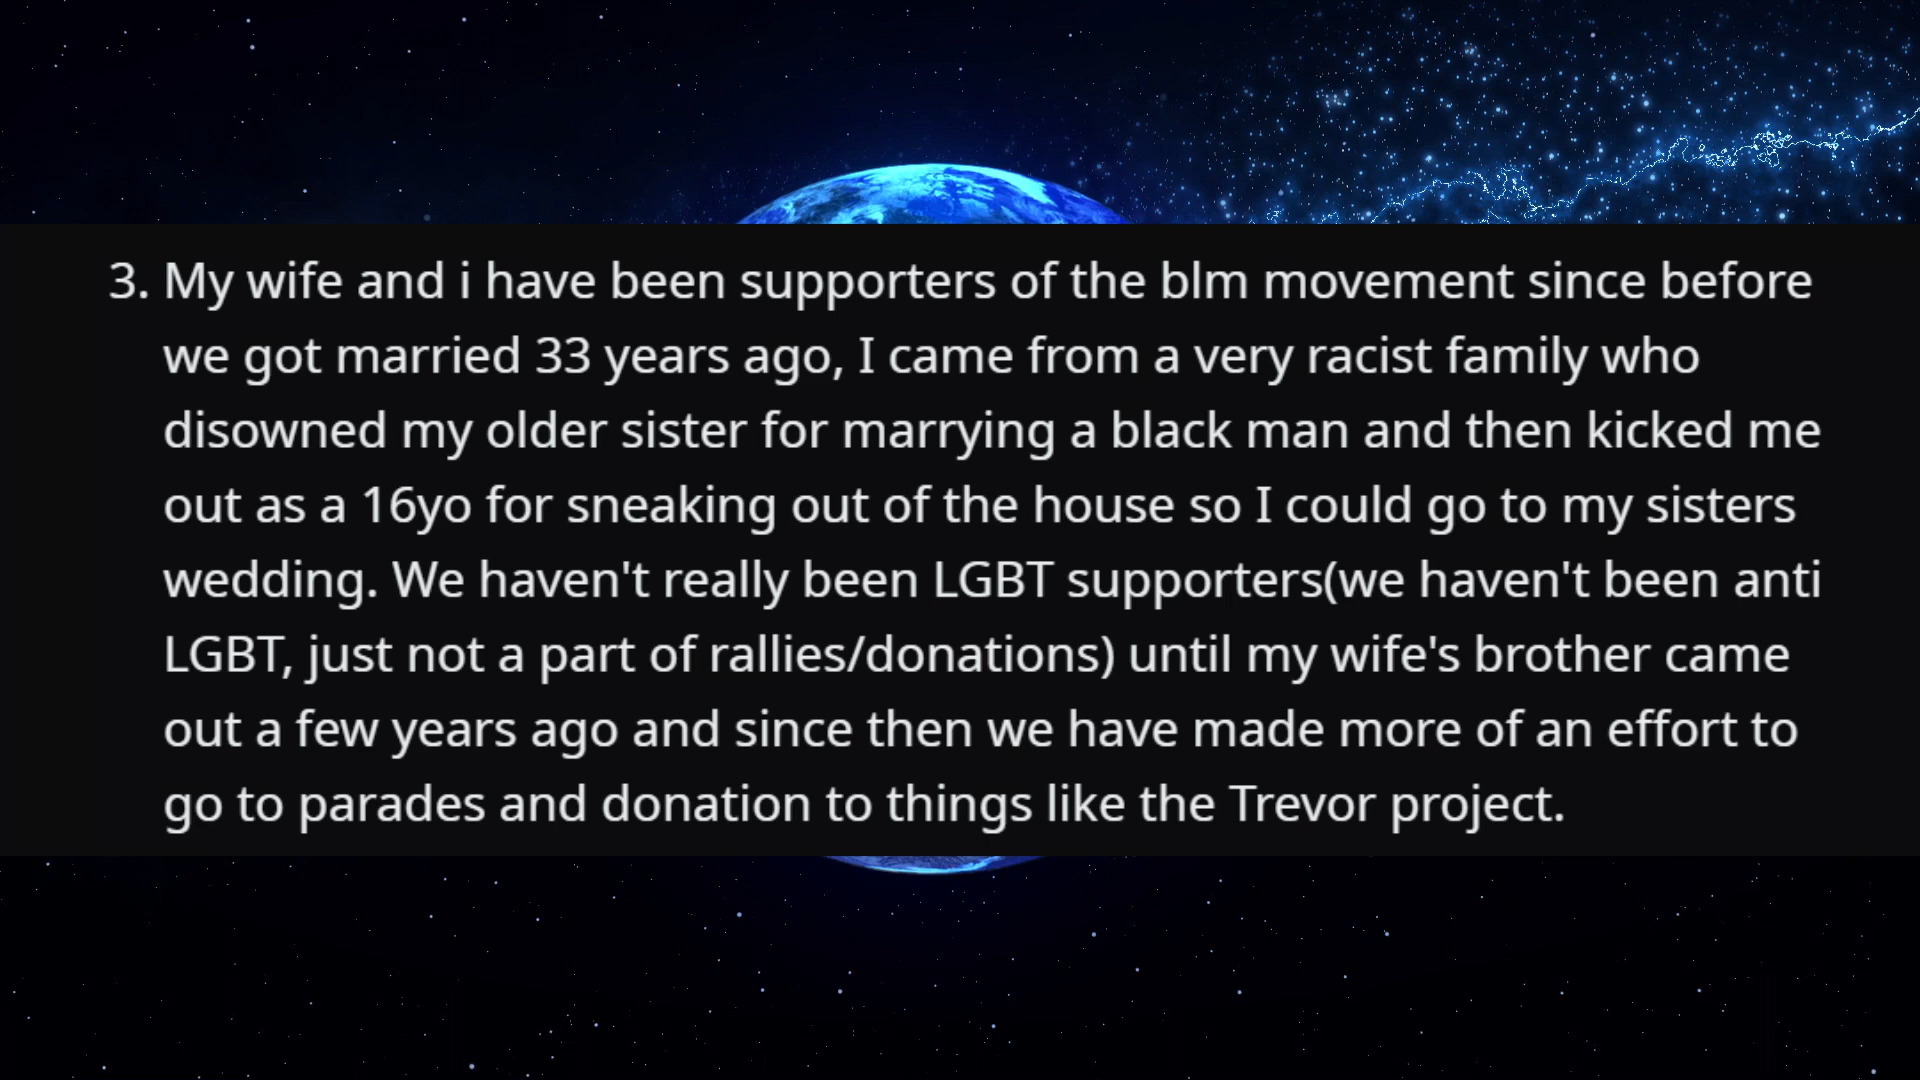 3. My wife and i have been supporters of the blm movement since before
we got married 33 years ago, I came from a very racist family who
disowned my older sister for marrying a black man and then kicked me
out as a 16yo for sneaking out of the house so I could go to my sisters
wedding. We haven't really been LGBT supporters(we haven't been anti
LGBT, just not a part of rallies/donations) until my wife's brother came
out a few years ago and since then we have made more of an effort to
go to parades and donation to things like the Trevor project.